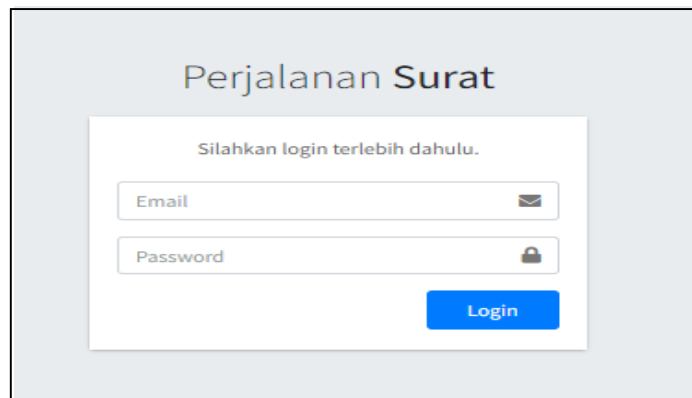 Perjalanan Surat
Silahkan login terlebih dahulu.
Email
Password
Login